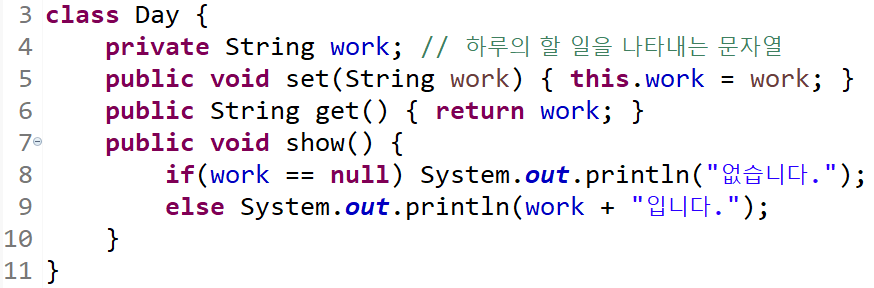 3 class Day {
4 private String work; // 하루의 할 일을 나타내는 문자열
5 public void set(String work) { this.work = work; }
6 public String get() { return work; }
7 public void show() {
8 if(work == null) System.out.println("없습니다.");
9 else System.out.println(work + "입니다.");
10 }
11 }